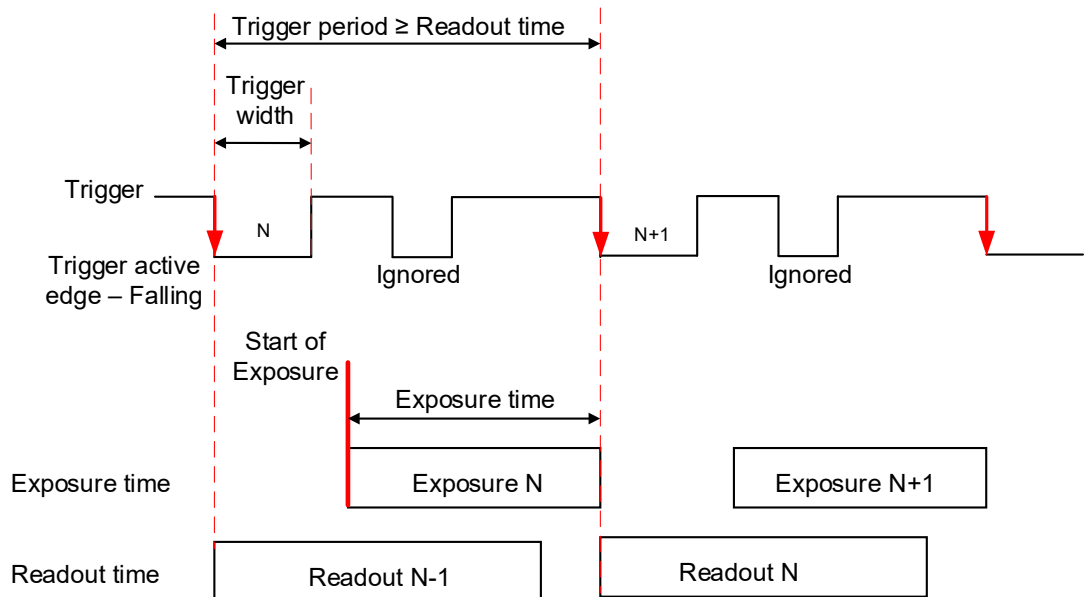 Trigger period ≥ Readout time
Trigger
width
Trigger
N
N+1
Trigger active
edge – Falling
Ignored
Ignored
Start of
Exposure
Exposure time
Exposure time
Exposure N
Exposure N+1
Readout time
Readout N-1
Readout N